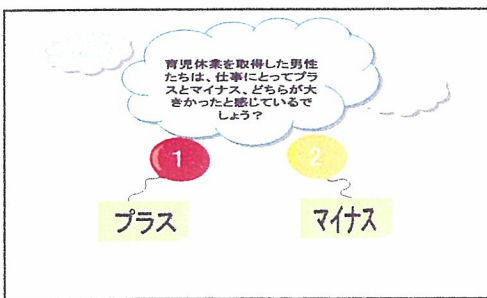 育児休業を取得した男性
たちは、仕事にとってプラ
スとマイナス、どちらが大
きかったと感じているで
しょう？
1
2
プラス
マイナス